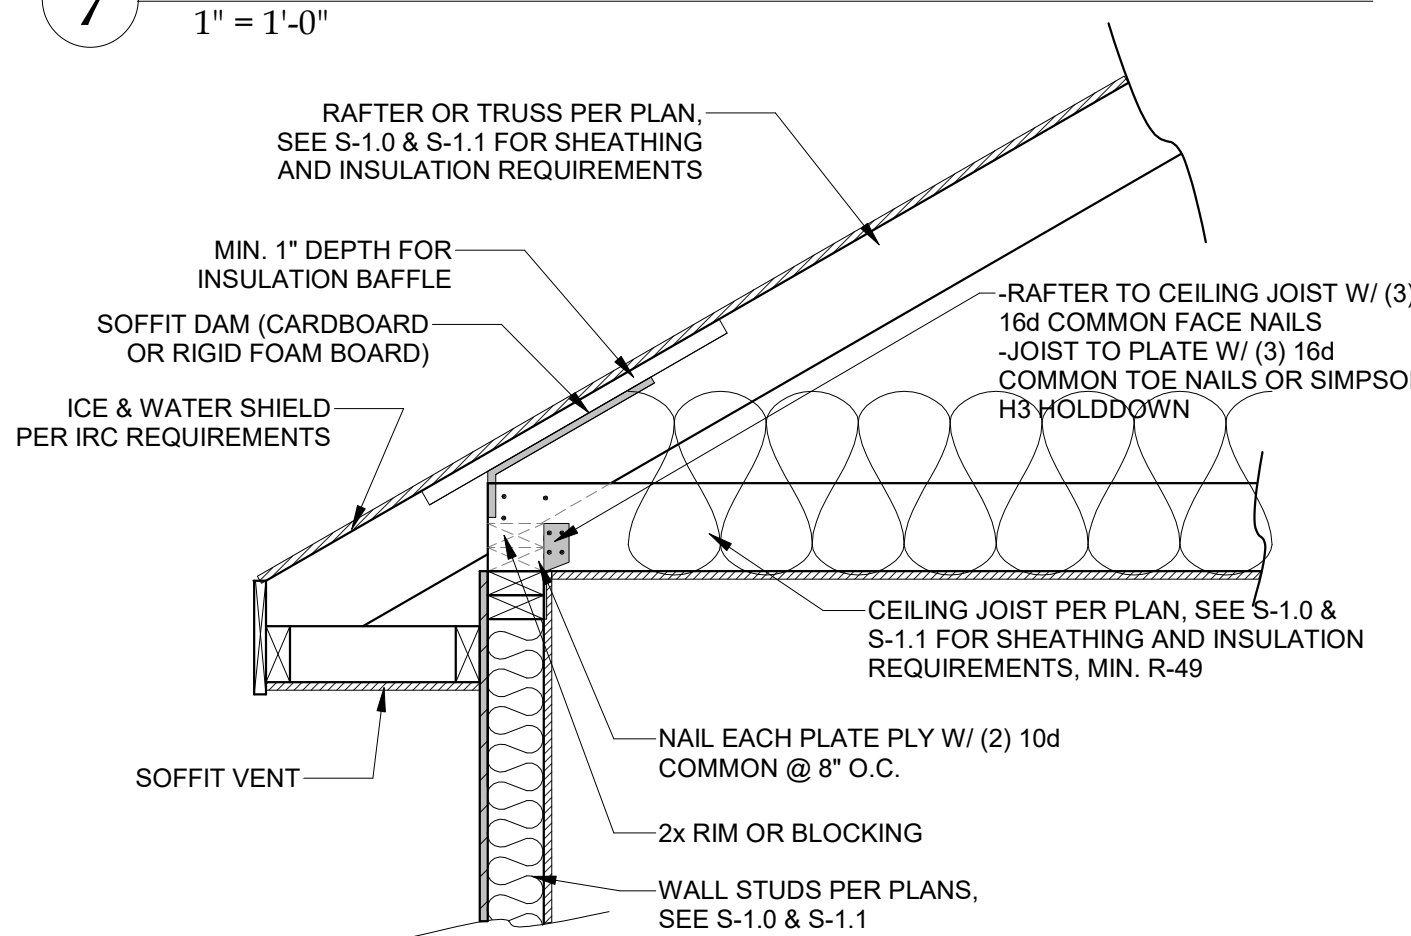 7
1" = 1'-0"
RAFTER OR TRUSS PER PLAN,
SEE S-1.0 & S-1.1 FOR SHEATHING
AND INSULATION REQUIREMENTS
MIN. 1" DEPTH FOR
INSULATION BAFFLE
SOFFIT DAM (CARDBOARD
OR RIGID FOAM BOARD)
ICE & WATER SHIELD
PER IRC REQUIREMENTS
-RAFTER TO CEILING JOIST W/ (3)
16d COMMON FACE NAILS
-JOIST TO PLATE W/ (3) 16d
COMMON TOE NAILS OR SIMPSO
H3 HOLDDOWN
CEILING JOIST PER PLAN, SEE S-1.0 &
S-1.1 FOR SHEATHING AND INSULATION
REQUIREMENTS, MIN. R-49
NAIL EACH PLATE PLY W/ (2) 10d
COMMON @ 8" O.C.
SOFFIT VENT
2x RIM OR BLOCKING
WALL STUDS PER PLANS,
SEE S-1.0 & S-1.1